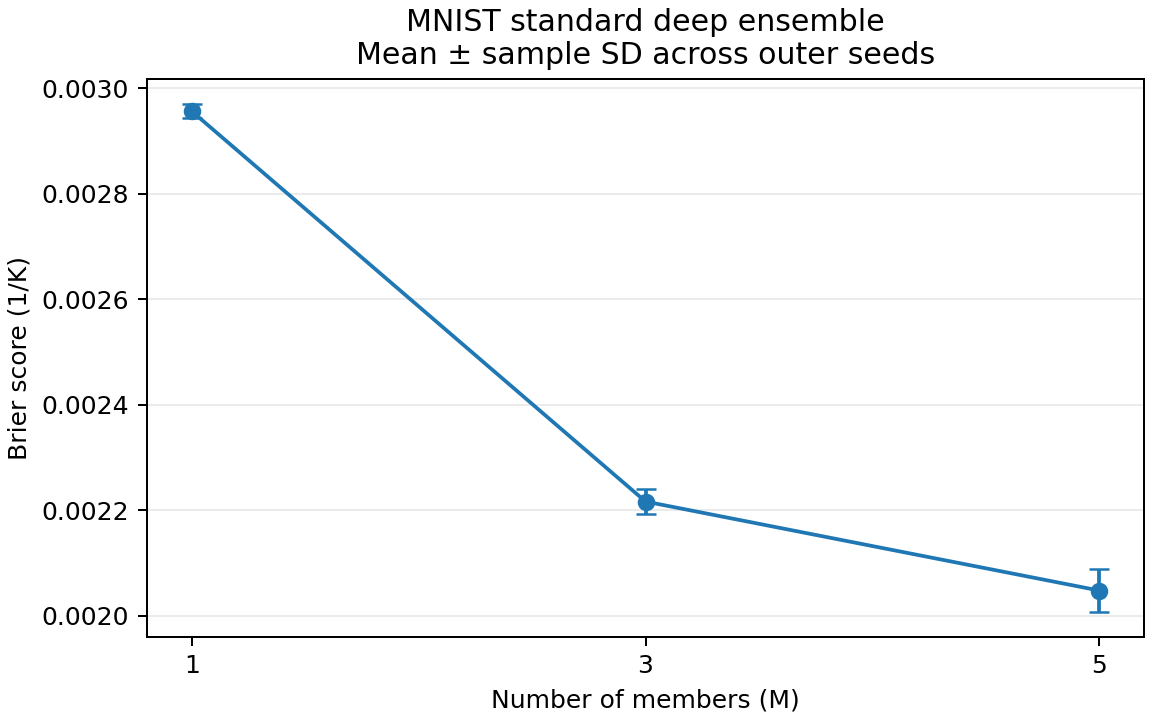 MNIST standard deep ensemble
Mean ± sample SD across outer seeds
Brier score (1/K)
0.0030
0.0028
0.0026
0.0024
0.0022
0.0020
1 3 5
Number of members (M)